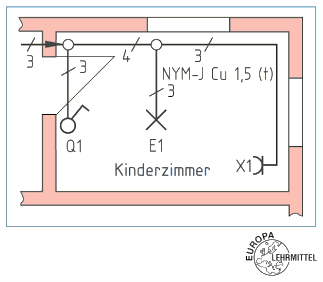 3
4
3
3
NYM-J Cu 1,5 (t)
3
Q1
E1
X1
Kinderzimmer
EUROPA
LEHRMITTEL